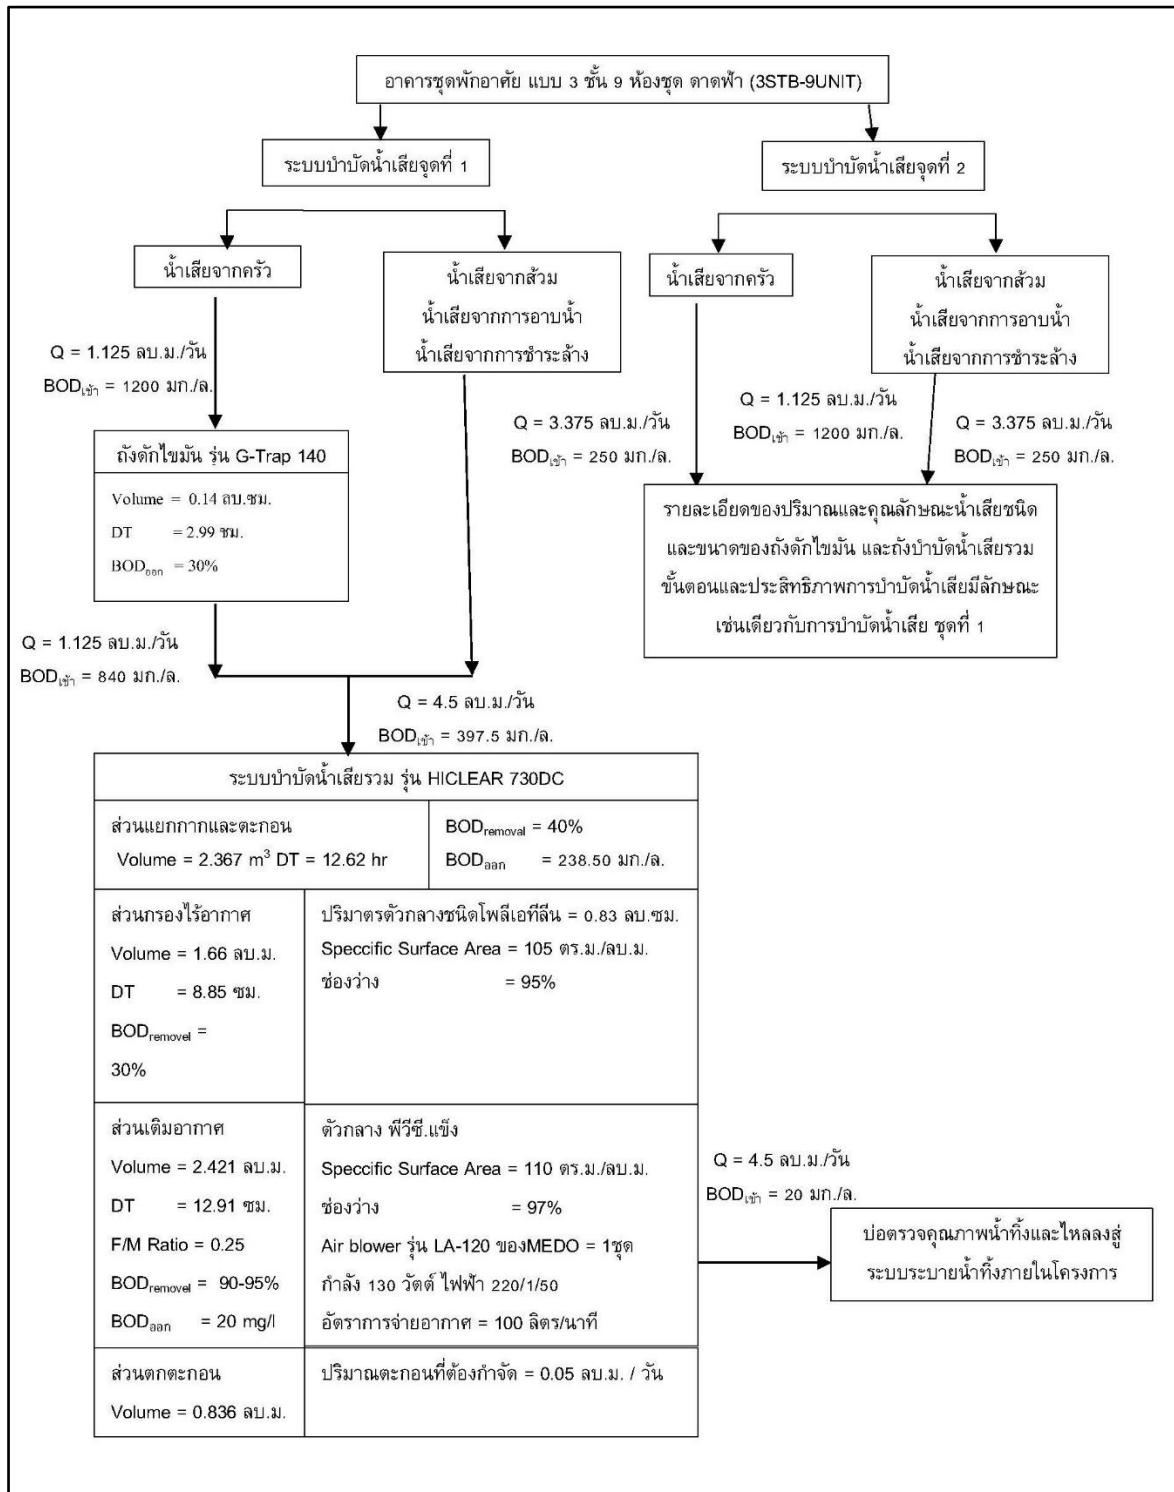 อาคารชุดพักอาศัย แบบ 3 ชั้น 9 ห้องชุด ดาดฟ้า (3STB-9UNIT)
ระบบบำบัดน้ำเสียจุดที่ 1
ระบบบำบัดน้ำเสียจุดที่ 2
น้ำเสียจากครัว
น้ำเสียจากส้วม
น้ำเสียจากการอาบน้ำ
น้ำเสียจากการชำระล้าง
น้ำเสียจากครัว
น้ำเสียจากส้วม
น้ำเสียจากการอาบน้ำ
น้ำเสียจากการชำระล้าง
Q = 1.125 ลบ.ม./วัน
BODเข้า = 1200 มก./ล.
Q = 3.375 ลบ.ม./วัน
BODเข้า = 250 มก./ล.
Q = 1.125 ลบ.ม./วัน
BODเข้า = 1200 มก./ล.
Q = 3.375 ลบ.ม./วัน
BODเข้า = 250 มก./ล.
ถังดักไขมัน รุ่น G-Trap 140
Volume = 0.14 ลบ.ซม.
DT = 2.99 ซม.
BODออก = 30%
รายละเอียดของปริมาณและคุณลักษณะน้ำเสียชนิด
และขนาดของถังดักไขมัน และถังบำบัดน้ำเสียรวม
ขั้นตอนและประสิทธิภาพการบำบัดน้ำเสียมีลักษณะ
เช่นเดียวกับการบำบัดน้ำเสีย ชุดที่ 1
Q = 1.125 ลบ.ม./วัน
BODเข้า = 840 มก./ล.
Q = 4.5 ลบ.ม./วัน
BODเข้า = 397.5 มก./ล.
ระบบบำบัดน้ำเสียรวม รุ่น HICLEAR 730DC
ส่วนแยกกากและตะกอน
Volume = 2.367 m³ DT = 12.62 hr
BODremoval = 40%
BODออก = 238.50 มก./ล.
ส่วนกรองไร้อากาศ
Volume = 1.66 ลบ.ม.
DT = 8.85 ซม.
BODremovel =
30%
ปริมาตรตัวกลางชนิดโพลีเอทีลีน = 0.83 ลบ.ซม.
Speccific Surface Area = 105 ตร.ม./ลบ.ม.
ช่องว่าง = 95%
ส่วนเติมอากาศ
Volume = 2.421 ลบ.ม.
DT = 12.91 ซม.
F/M Ratio = 0.25
BODremovel = 90-95%
BODออก = 20 mg/l
ตัวกลาง พีวีซี.แข็ง
Speccific Surface Area = 110 ตร.ม./ลบ.ม.
ช่องว่าง = 97%
Air blower รุ่น LA-120 ของMEDO = 1ชุด
กำลัง 130 วัตต์ ไฟฟ้า 220/1/50
อัตราการจ่ายอากาศ = 100 ลิตร/นาที
Q = 4.5 ลบ.ม./วัน
BODเข้า = 20 มก./ล.
บ่อตรวจคุณภาพน้ำทิ้งและไหลลงสู่
ระบบระบายน้ำทิ้งภายในโครงการ
ส่วนตกตะกอน
Volume = 0.836 ลบ.ม.
ปริมาณตะกอนที่ต้องกำจัด = 0.05 ลบ.ม. / วัน